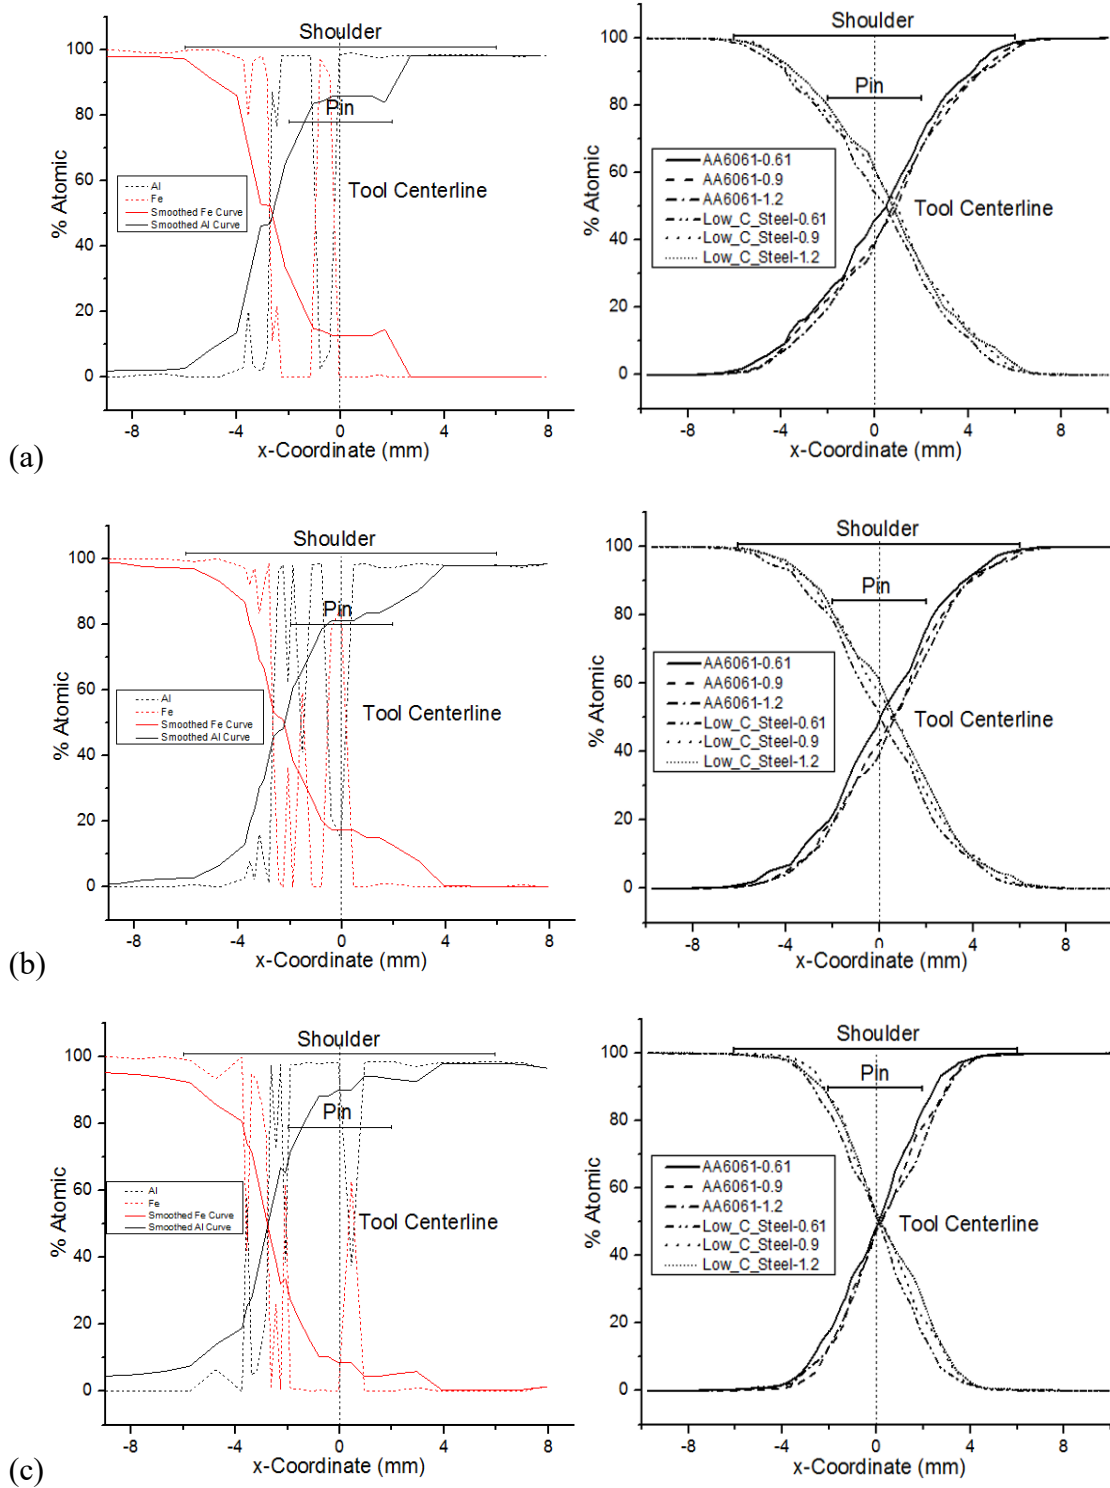 Shoulder
100
80
60
40
20
0
% Atomic
Pin
Al
Fe
Smoothed Fe Curve
Smoothed Al Curve
Tool Centerline
-8 -4 0 4 8
x-Coordinate (mm)
(a)
Shoulder
100
80
60
40
20
0
% Atomic
Pin
AA6061-0.61
AA6061-0.9
AA6061-1.2
Low_C_Steel-0.61
Low_C_Steel-0.9
Low_C_Steel-1.2
Tool Centerline
-8 -4 0 4 8
x-Coordinate (mm)
Shoulder
100
80
60
40
20
0
% Atomic
Pin
Al
Fe
Smoothed Fe Curve
Smoothed Al Curve
Tool Centerline
-8 -4 0 4 8
x-Coordinate (mm)
(b)
Shoulder
100
80
60
40
20
0
% Atomic
Pin
AA6061-0.61
AA6061-0.9
AA6061-1.2
Low_C_Steel-0.61
Low_C_Steel-0.9
Low_C_Steel-1.2
Tool Centerline
-8 -4 0 4 8
x-Coordinate (mm)
Shoulder
100
80
60
40
20
0
% Atomic
Pin
Al
Fe
Smoothed Fe Curve
Smoothed Al Curve
Tool Centerline
-8 -4 0 4 8
x-Coordinate (mm)
(c)
Shoulder
100
80
60
40
20
0
% Atomic
Pin
AA6061-0.61
AA6061-0.9
AA6061-1.2
Low_C_Steel-0.61
Low_C_Steel-0.9
Low_C_Steel-1.2
Tool Centerline
-8 -4 0 4 8
x-Coordinate (mm)